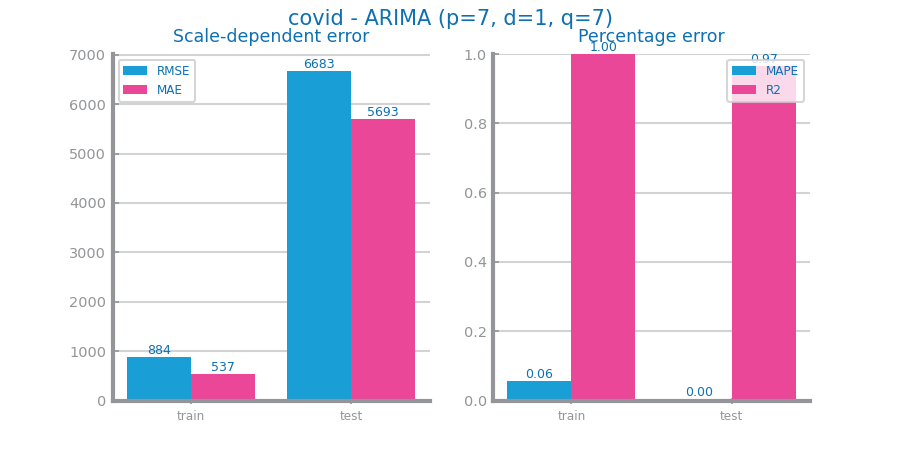 covid - ARIMA (p=7, d=1, q=7)
Scale-dependent error
7000
6000
5000
4000
3000
2000
1000
0
RMSE
MAE
884
537
6683
5693
train
test
Percentage error
1.0
0.8
0.6
0.4
0.2
0.0
MAPE
R2
0.06
1.00
0.00
0.97
train
test